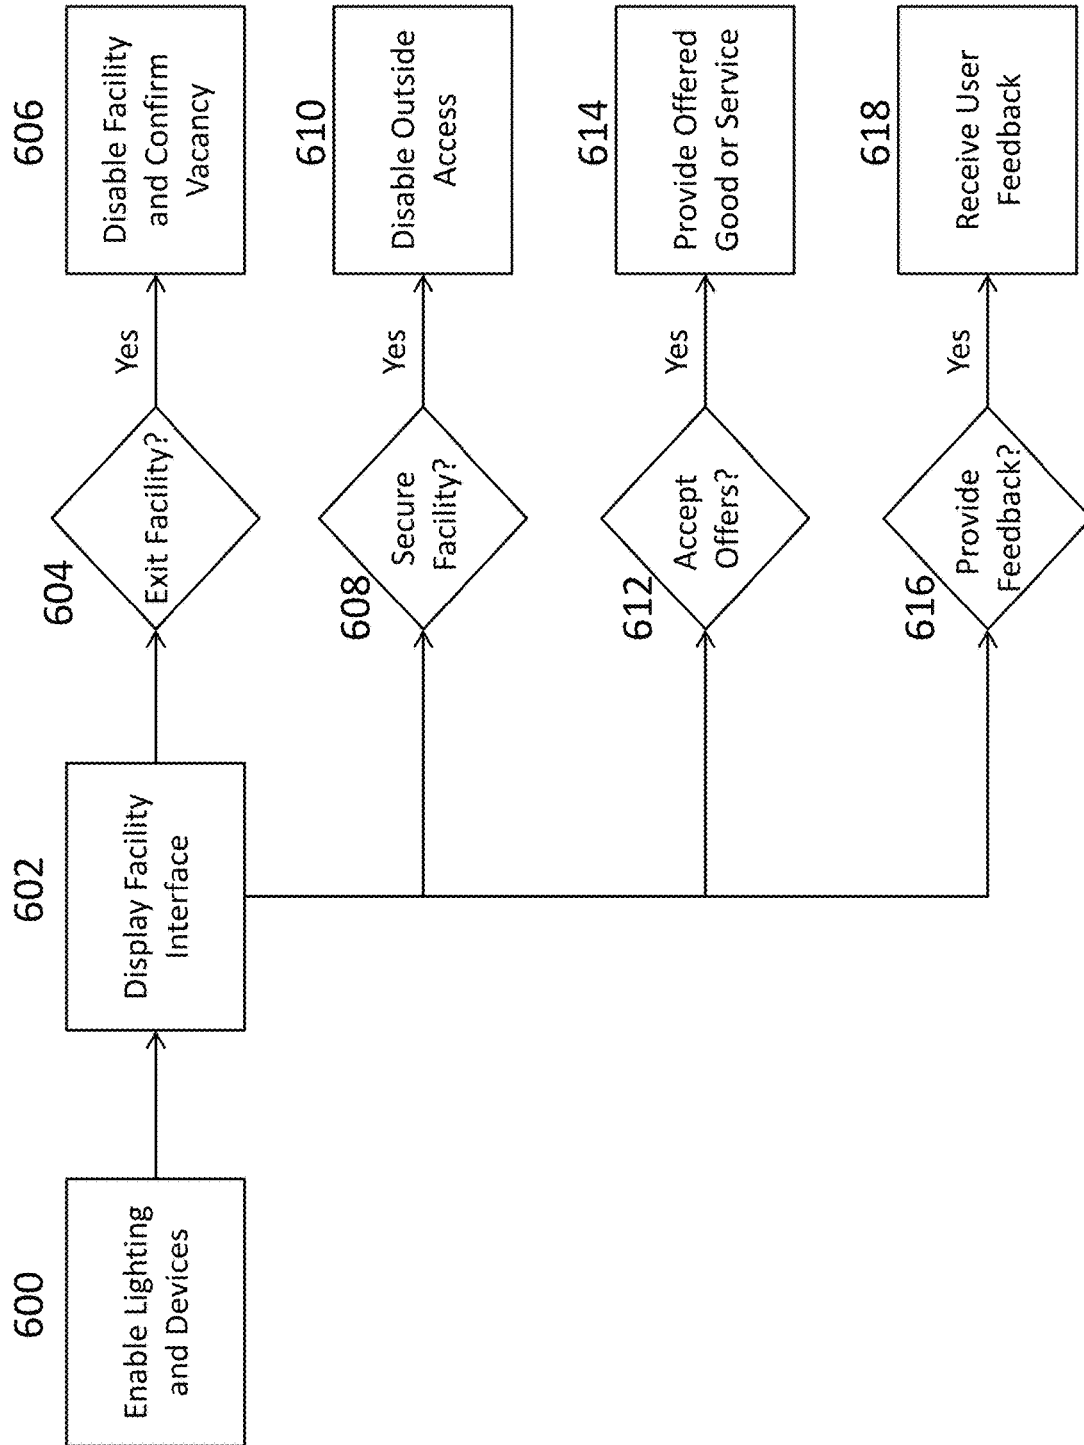 600
Enable Lighting
and Devices
602
Display Facility
Interface
604
Exit Facility?
Yes
606
Disable Facility
and Confirm
Vacancy
608
Secure
Facility?
Yes
610
Disable Outside
Access
612
Accept
Offers?
Yes
614
Provide Offered
Good or Service
616
Provide
Feedback?
Yes
618
Receive User
Feedback